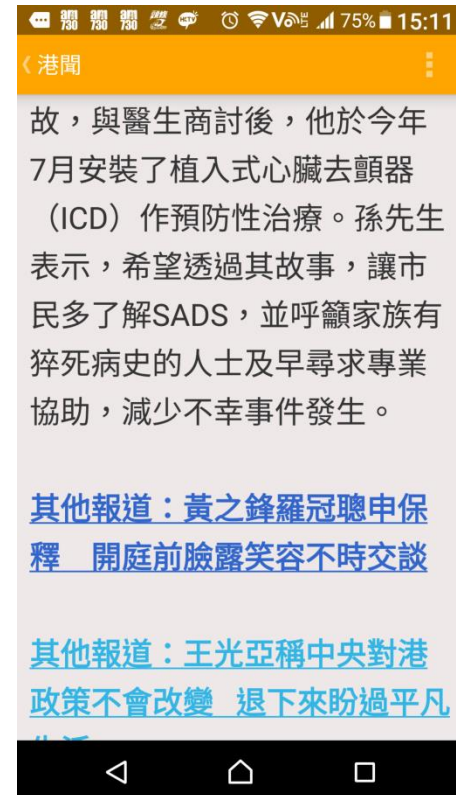 am730 am730 am730 HKTV 75% 15:11
港聞
故，與醫生商討後，他於今年
7月安裝了植入式心臟去顫器
（ICD）作預防性治療。孫先生
表示，希望透過其故事，讓市
民多了解SADS，並呼籲家族有
猝死病史的人士及早尋求專業
協助，減少不幸事件發生。
其他報道：黃之鋒羅冠聰申保
釋　開庭前臉露笑容不時交談
其他報道：王光亞稱中央對港
政策不會改變 退下來盼過平凡